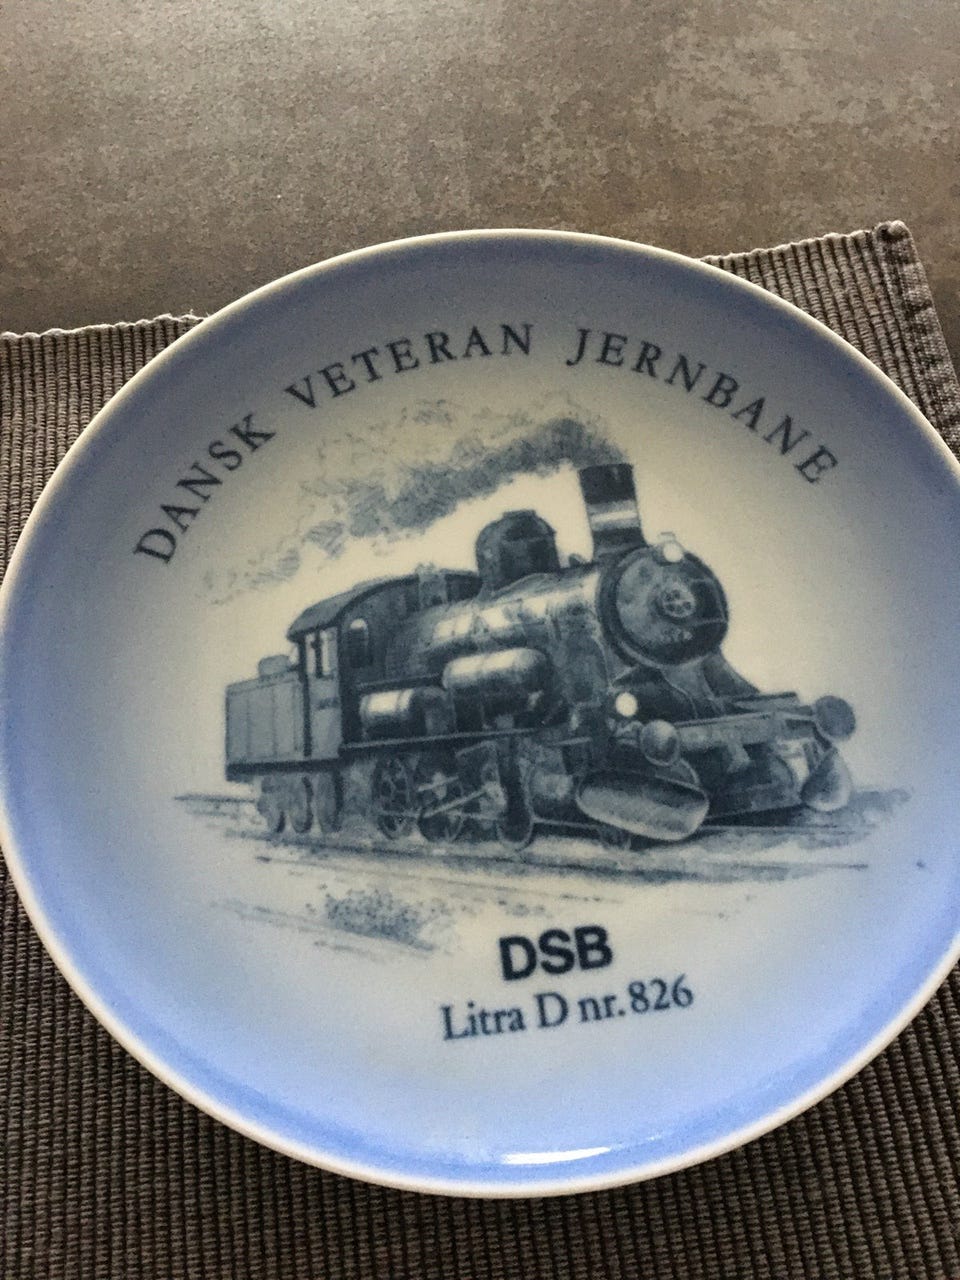 DANSK VETERAN JERNBANE
DSB
Litra D nr. 826